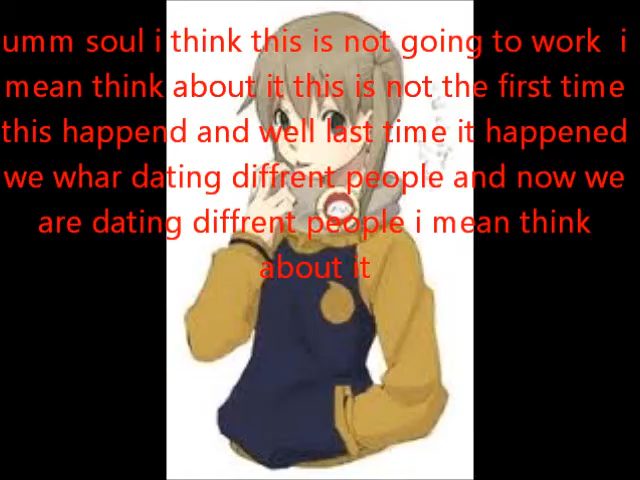 umm soul i think this is not going to work i
mean think about it this is not the first time
this happend and well last time it happened
we whar dating diffrent people and now we
are dating diffrent people i mean think
about it